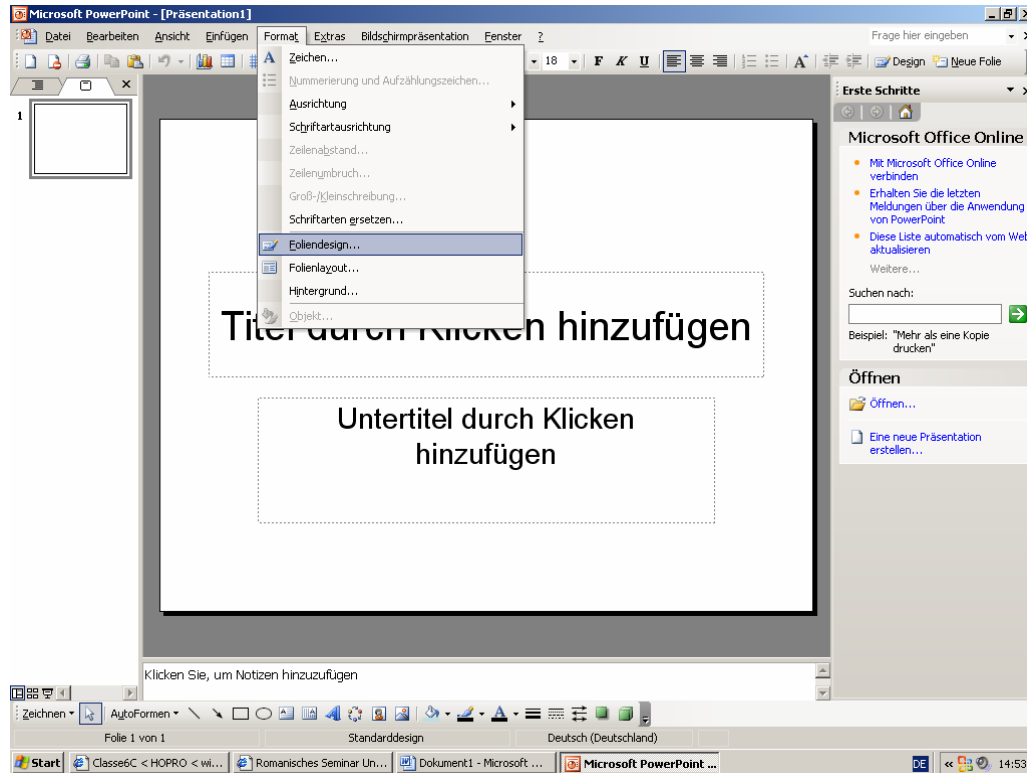 Microsoft PowerPoint - [Präsentation1]
Datei Bearbeiten Ansicht Einfügen Format Extras Bildschirmpräsentation Fenster ? Frage hier eingeben
18 F K U Design Neue Folie
Zeichen...
Nummerierung und Aufzählungszeichen...
Ausrichtung
Schriftartausrichtung
Zeilenabstand...
Zeilenumbruch...
Groß-/Kleinschreibung...
Schriftarten ersetzen...
Foliendesign...
Folienlayout...
Hintergrund...
Objekt...
1
Titel durch Klicken hinzufügen
Untertitel durch Klicken
hinzufügen
Erste Schritte
Microsoft Office Online
Mit Microsoft Office Online
verbinden
Erhalten Sie die letzten
Meldungen über die Anwendung
von PowerPoint
Diese Liste automatisch vom Web
aktualisieren
Weitere...
Suchen nach:
Beispiel: "Mehr als eine Kopie
drucken"
Öffnen
Öffnen...
Eine neue Präsentation
erstellen...
Klicken Sie, um Notizen hinzuzufügen
Zeichnen AutoFormen
Folie 1 von 1 Standarddesign Deutsch (Deutschland)
Start Classe6C < HOPRO < wi... Romanisches Seminar Un... Dokument1 - Microsoft ... Microsoft PowerPoint ... DE « 14:53